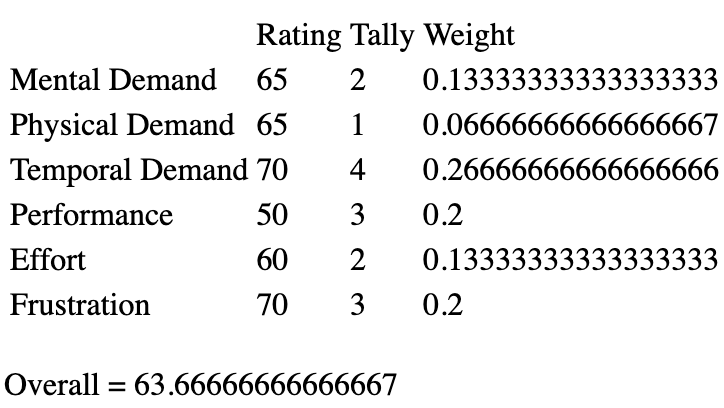 Rating Tally Weight
Mental Demand 65 2 0.13333333333333333
Physical Demand 65 1 0.06666666666666667
Temporal Demand 70 4 0.26666666666666666
Performance 50 3 0.2
Effort 60 2 0.13333333333333333
Frustration 70 3 0.2
Overall = 63.66666666666667